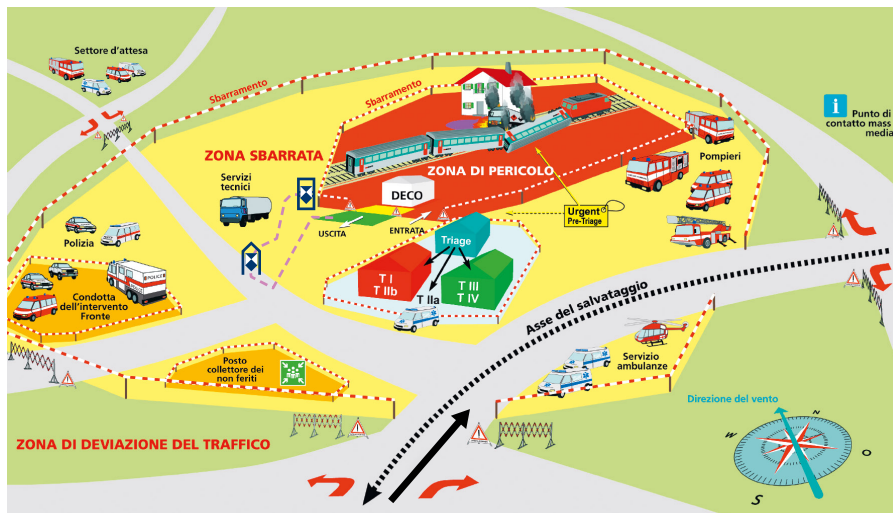 Settore d'attesa
Sbarramento
Sbarramento
i
Punto di
contatto mass
media
ZONA SBARRATA
ZONA DI PERICOLO
Pompieri
Servizi
tecnici
DECO
USCITA
ENTRATA
Urgent
Pre-Triage
Polizia
Triage
POLICE
T I
T IIb
T III
T IV
T IIa
Condotta
dell'intervento
Fronte
Asse del salvataggio
Posto
collettore dei
non feriti
Servizio
ambulanze
Direzione del vento
ZONA DI DEVIAZIONE DEL TRAFFICO
N
W
O
S